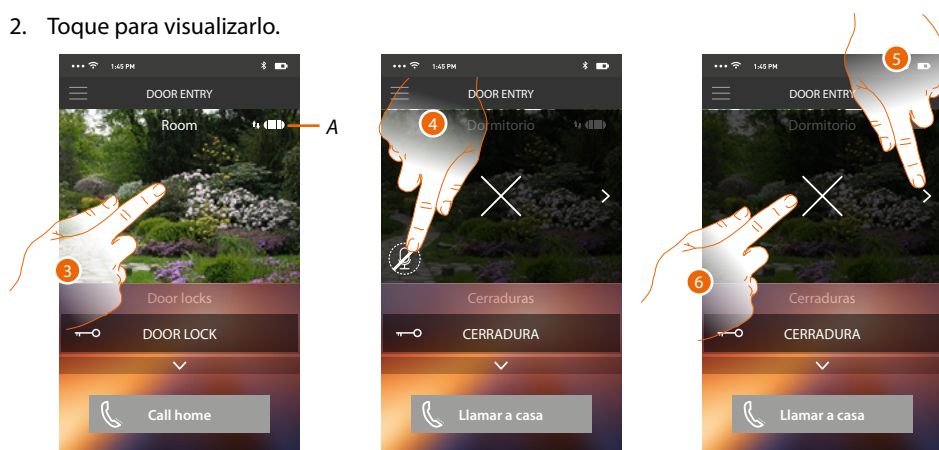 2. Toque para visualizarlo.
1:45 PM
DOOR ENTRY
Room
A
3
Door locks
DOOR LOCK
Call home
1:45 PM
DOOR ENTRY
4
Dormitorio
Cerraduras
CERRADURA
Llamar a casa
5
1:45 PM
DOOR ENTRY
Dormitorio
6
Cerraduras
CERRADURA
Llamar a casa